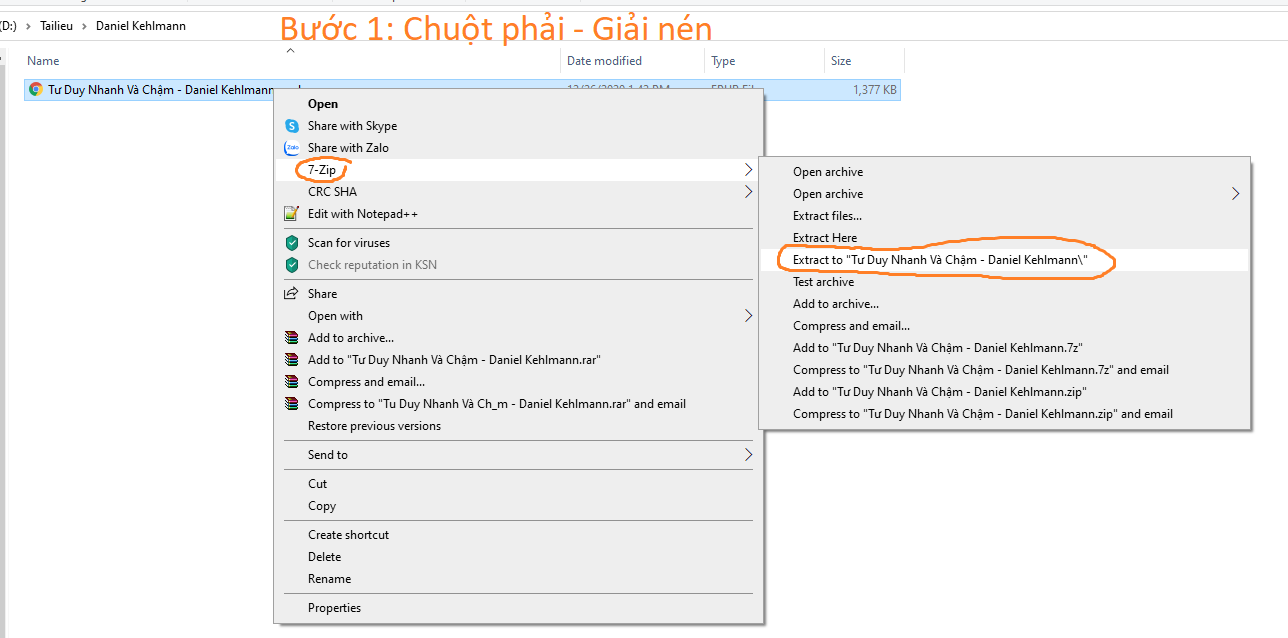 (D:) > Tailieu > Daniel Kehlmann
Bước 1: Chuột phải - Giải nén
Name Date modified Type Size
Tư Duy Nhanh Và Chậm - Daniel Kehlmann 1,377 KB
Open
Share with Skype
Zalo Share with Zalo
7-Zip
CRC SHA
Edit with Notepad++
Scan for viruses
Check reputation in KSN
Share
Open with
Add to archive...
Add to "Tư Duy Nhanh Và Chậm - Daniel Kehlmann.rar"
Compress and email...
Compress to "Tư Duy Nhanh Và Ch_m - Daniel Kehlmann.rar" and email
Restore previous versions
Send to
Cut
Copy
Create shortcut
Delete
Rename
Properties
Open archive
Open archive
Extract files...
Extract Here
Extract to "Tư Duy Nhanh Và Chậm - Daniel Kehlmann\"
Test archive
Add to archive...
Compress and email...
Add to "Tư Duy Nhanh Và Chậm - Daniel Kehlmann.7z"
Compress to "Tư Duy Nhanh Và Chậm - Daniel Kehlmann.7z" and email
Add to "Tư Duy Nhanh Và Chậm - Daniel Kehlmann.zip"
Compress to "Tư Duy Nhanh Và Chậm - Daniel Kehlmann.zip" and email